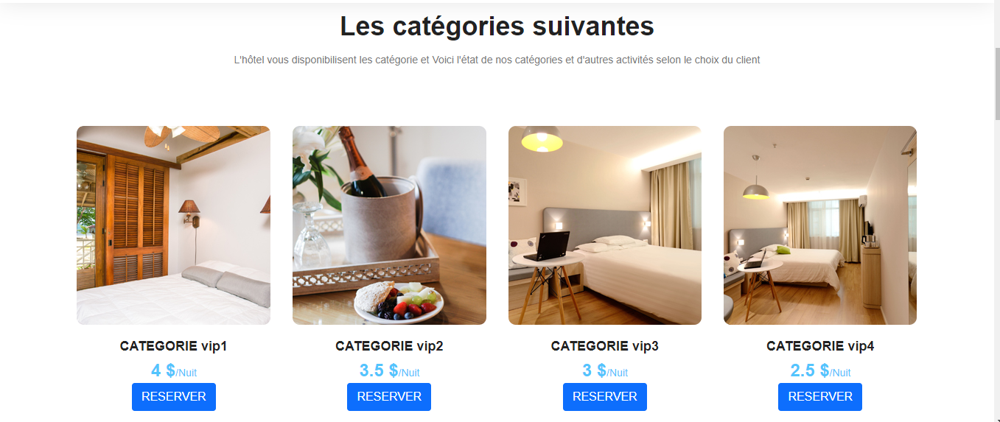 Les catégories suivantes
L'hôtel vous disponibilisent les catégorie et Voici l'état de nos catégories et d'autres activités selon le choix du client
CATEGORIE vip1
4 $/Nuit
RESERVER
CATEGORIE vip2
3.5 $/Nuit
RESERVER
CATEGORIE vip3
3 $/Nuit
RESERVER
CATEGORIE vip4
2.5 $/Nuit
RESERVER